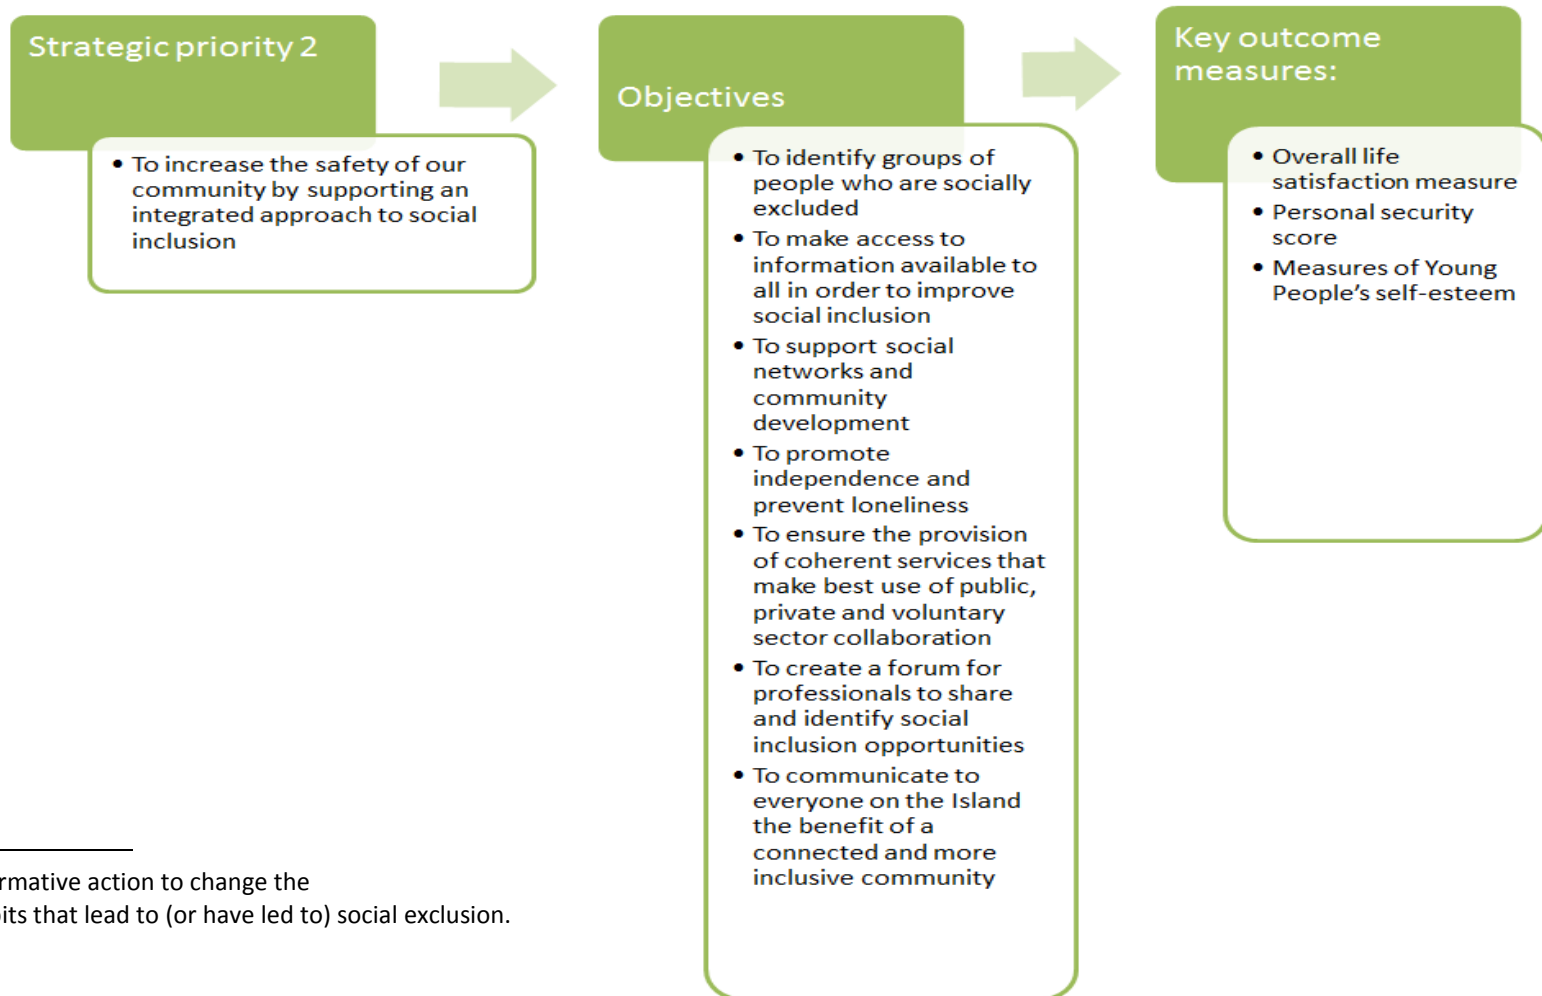 Strategic priority 2
• To increase the safety of our
community by supporting an
integrated approach to social
inclusion
Objectives
• To identify groups of
people who are socially
excluded
• To make access to
information available to
all in order to improve
social inclusion
• To support social
networks and
community
development
• To promote
independence and
prevent loneliness
• To ensure the provision
of coherent services that
make best use of public,
private and voluntary
sector collaboration
• To create a forum for
professionals to share
and identify social
inclusion opportunities
• To communicate to
everyone on the Island
the benefit of a
connected and more
inclusive community
Key outcome
measures:
• Overall life
satisfaction measure
• Personal security
score
• Measures of Young
People's self-esteem
rmative action to change the
its that lead to (or have led to) social exclusion.